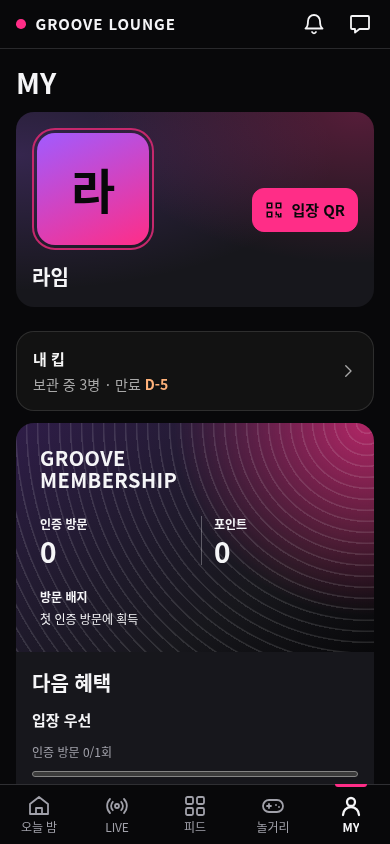 GROOVE LOUNGE
MY
라
입장 QR
라임
내 킵
보관 중 3병 · 만료 D-5
GROOVE
MEMBERSHIP
인증 방문
포인트
0
0
방문 배지
첫 인증 방문에 획득
다음 혜택
입장 우선
인증 방문 0/1회
오늘 밤
LIVE
피드
놀거리
MY